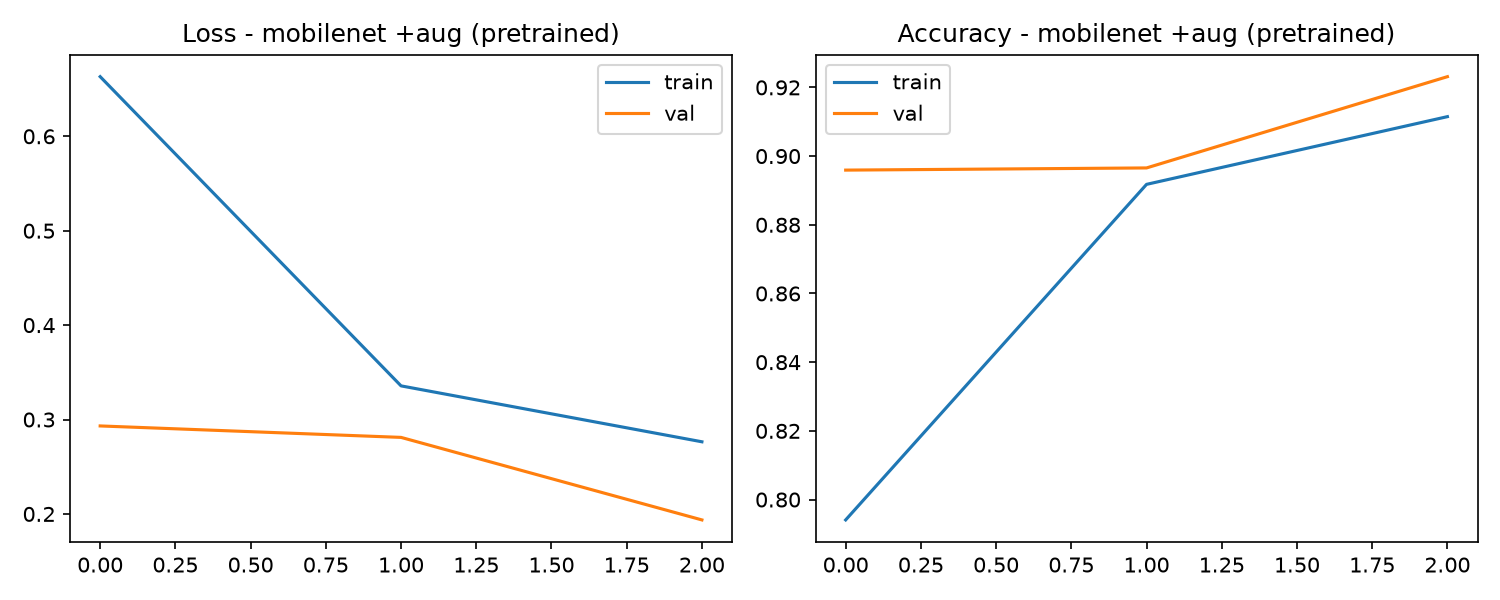 Loss - mobilenet +aug (pretrained)
train
val
0.6
0.5
0.4
0.3
0.2
0.00 0.25 0.50 0.75 1.00 1.25 1.50 1.75 2.00
Accuracy - mobilenet +aug (pretrained)
train
val
0.92
0.90
0.88
0.86
0.84
0.82
0.80
0.00 0.25 0.50 0.75 1.00 1.25 1.50 1.75 2.00